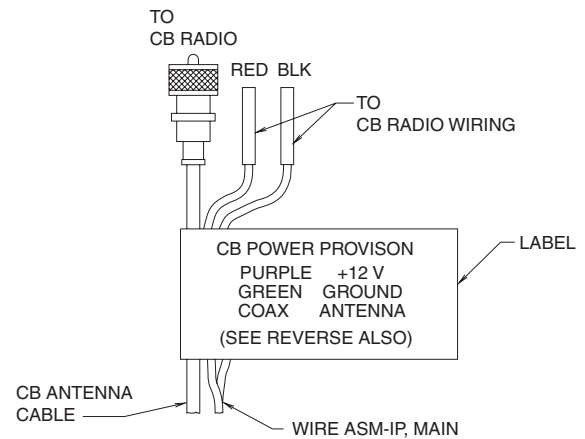 TO
CB RADIO
RED BLK
TO
CB RADIO WIRING
CB POWER PROVISON
PURPLE +12 V
GREEN GROUND
COAX ANTENNA
(SEE REVERSE ALSO)
LABEL
CB ANTENNA
CABLE
WIRE ASM-IP, MAIN